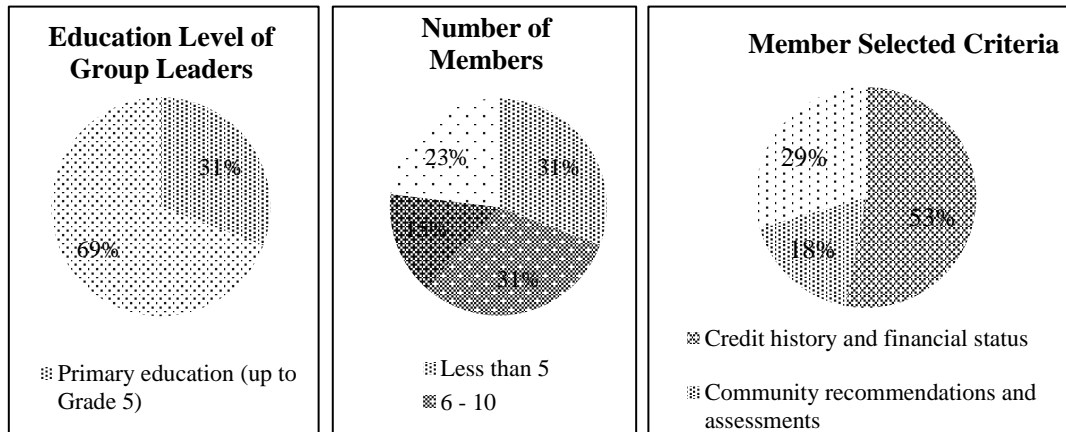 Education Level of
Group Leaders
31%
69%
Primary education (up to
Grade 5)
Number of
Members
23%
31%
15%
31%
Less than 5
6 - 10
Member Selected Criteria
29%
53%
18%
Credit history and financial status
Community recommendations and
assessments